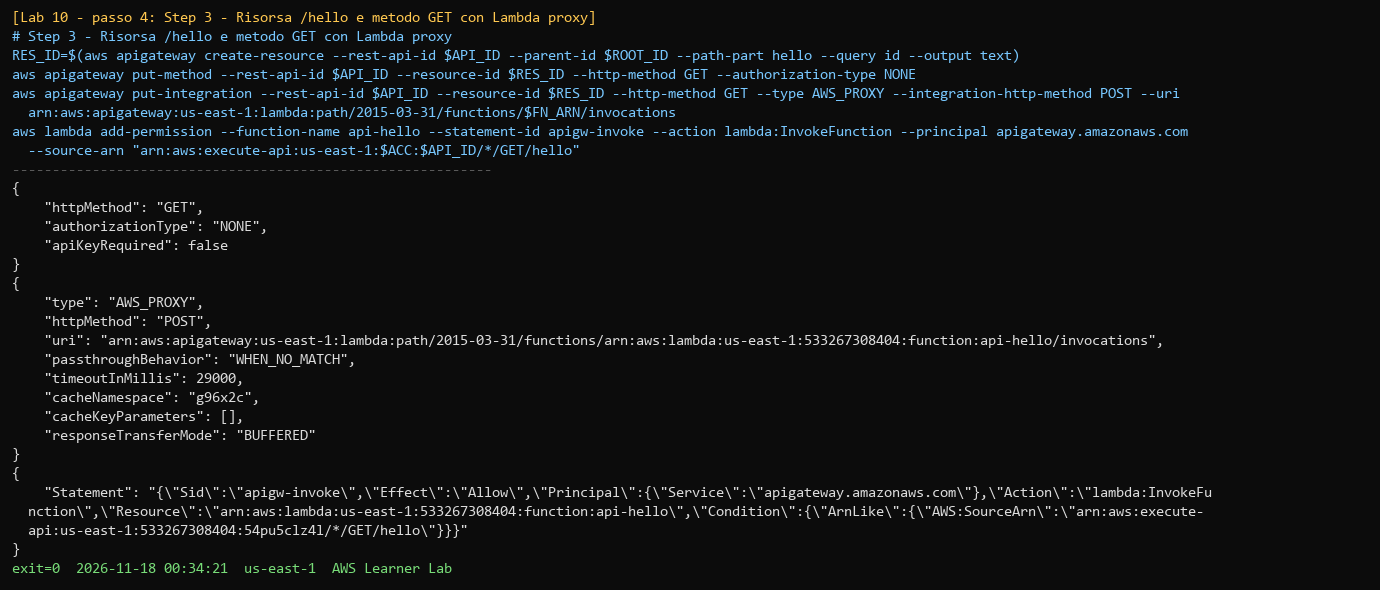 [Lab 10 - passo 4: Step 3 - Risorsa /hello e metodo GET con Lambda proxy]
# Step 3 - Risorsa /hello e metodo GET con Lambda proxy
RES_ID=$(aws apigateway create-resource --rest-api-id $API_ID --parent-id $ROOT_ID --path-part hello --query id --output text)
aws apigateway put-method --rest-api-id $API_ID --resource-id $RES_ID --http-method GET --authorization-type NONE
aws apigateway put-integration --rest-api-id $API_ID --resource-id $RES_ID --http-method GET --type AWS_PROXY --integration-http-method POST --uri
  arn:aws:apigateway:us-east-1:lambda:path/2015-03-31/functions/$FN_ARN/invocations
aws lambda add-permission --function-name api-hello --statement-id apigw-invoke --action lambda:InvokeFunction --principal apigateway.amazonaws.com
  --source-arn "arn:aws:execute-api:us-east-1:$ACC:$API_ID/*/GET/hello"
------------------------------------------------------------
{
    "httpMethod": "GET",
    "authorizationType": "NONE",
    "apiKeyRequired": false
}
{
    "type": "AWS_PROXY",
    "httpMethod": "POST",
    "uri": "arn:aws:apigateway:us-east-1:lambda:path/2015-03-31/functions/arn:aws:lambda:us-east-1:533267308404:function:api-hello/invocations",
    "passthroughBehavior": "WHEN_NO_MATCH",
    "timeoutInMillis": 29000,
    "cacheNamespace": "g96x2c",
    "cacheKeyParameters": [],
    "responseTransferMode": "BUFFERED"
}
{
    "Statement": "{\"Sid\":\"apigw-invoke\",\"Effect\":\"Allow\",\"Principal\":{\"Service\":\"apigateway.amazonaws.com\"},\"Action\":\"lambda:InvokeFu
  nction\",\"Resource\":\"arn:aws:lambda:us-east-1:533267308404:function:api-hello\",\"Condition\":{\"ArnLike\":{\"AWS:SourceArn\":\"arn:aws:execute-
  api:us-east-1:533267308404:54pu5clz4l/*/GET/hello\"}}}"
}
exit=0  2026-11-18 00:34:21  us-east-1  AWS Learner Lab